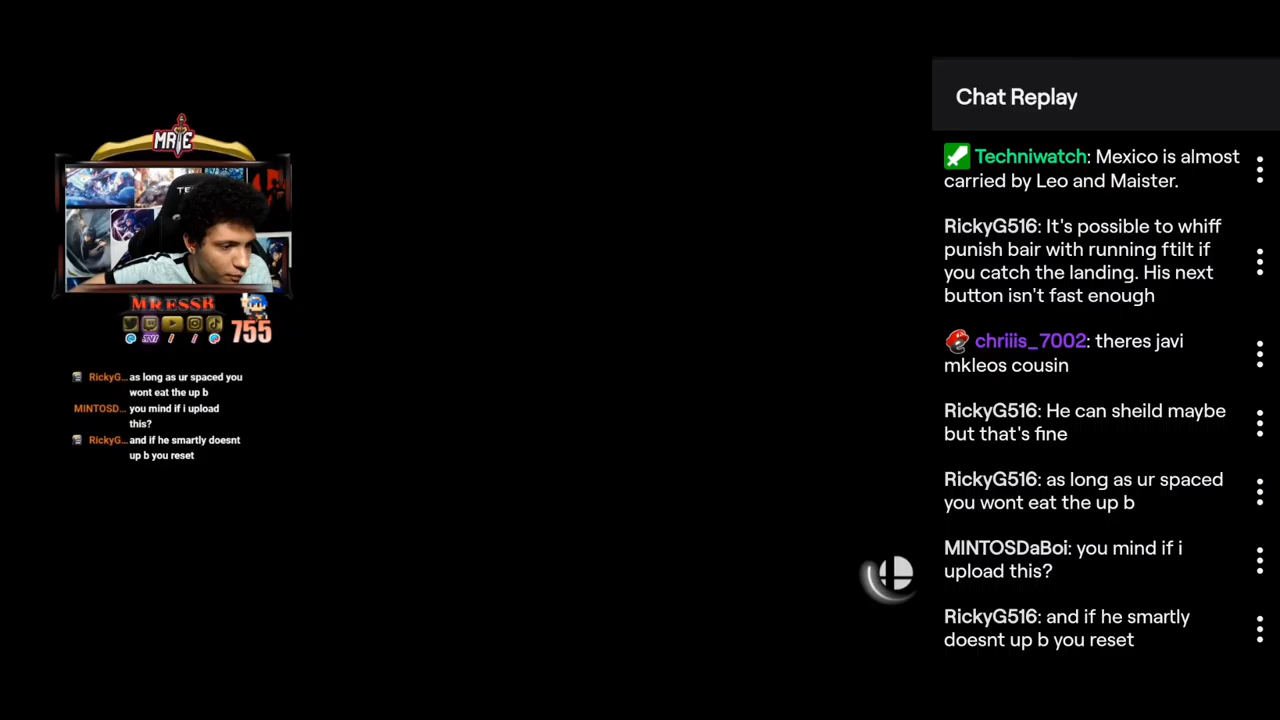 MRE
TE
MRESSB
755
RickyG... as long as ur spaced you
wont eat the up b
MINTOSD... you mind if i upload
this?
RickyG... and if he smartly doesnt
up b you reset
Chat Replay
Techniwatch: Mexico is almost
carried by Leo and Maister.
RickyG516: It's possible to whiff
punish bair with running ftilt if
you catch the landing. His next
button isn't fast enough
chriiis_7002: theres javi
mkleos cousin
RickyG516: He can sheild maybe
but that's fine
RickyG516: as long as ur spaced
you wont eat the up b
MINTOSDaBoi: you mind if i
upload this?
RickyG516: and if he smartly
doesnt up b you reset